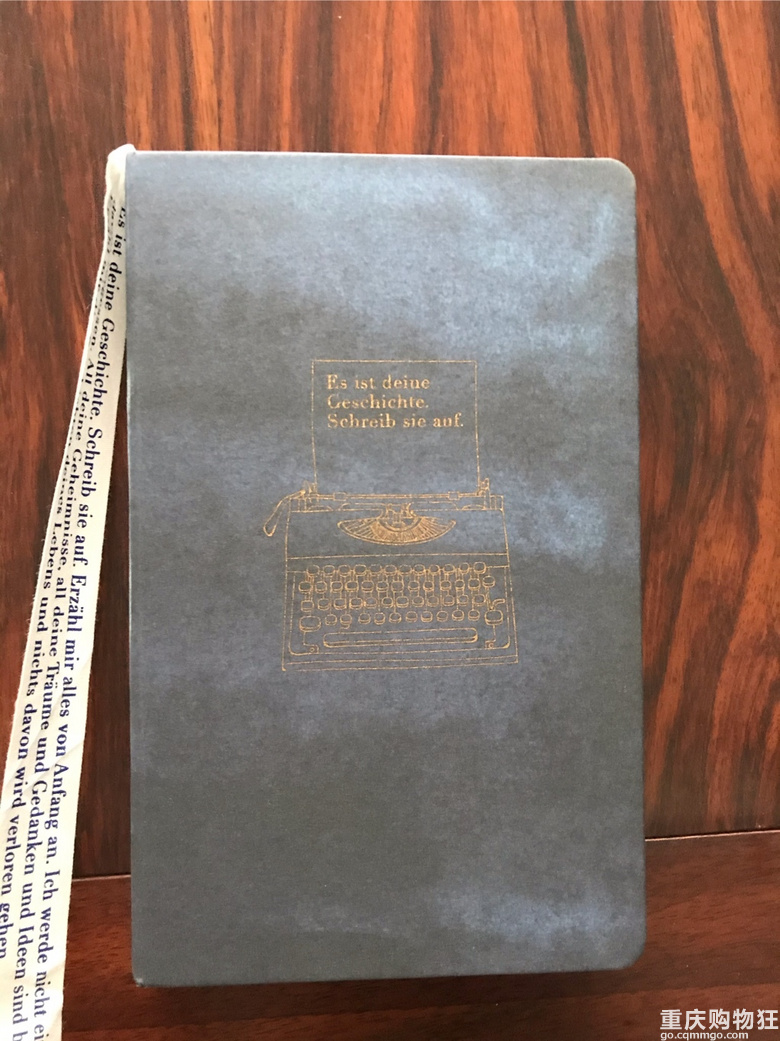 Es ist deine
Geschichte.
Schreib sie auf.
Es ist deine Geschichte. Schreib sie auf. Erzähl mir alles von Anfang an. Ich werde nicht
All deine Geheimnisse, all deine Träume und Gedanken und Ideen sind
deines Lebens und nichts davon wird verloren gehen
重庆购物狂
go.cqmmgo.com